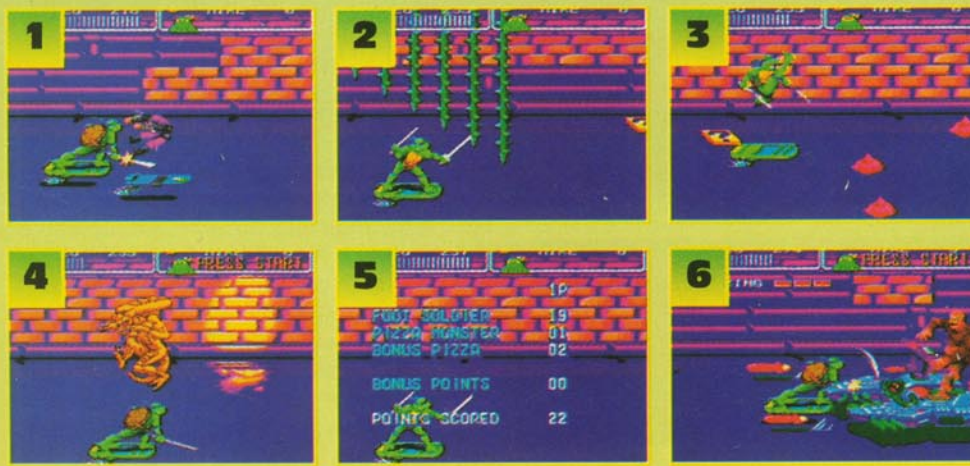 1
2
3
4
PRESS START
5
1P
FOOT SOLDIER 19
PIZZA MONSTER 01
BONUS PIZZA 02
BONUS POINTS 00
POINTS SCORED 22
6
PRESS START